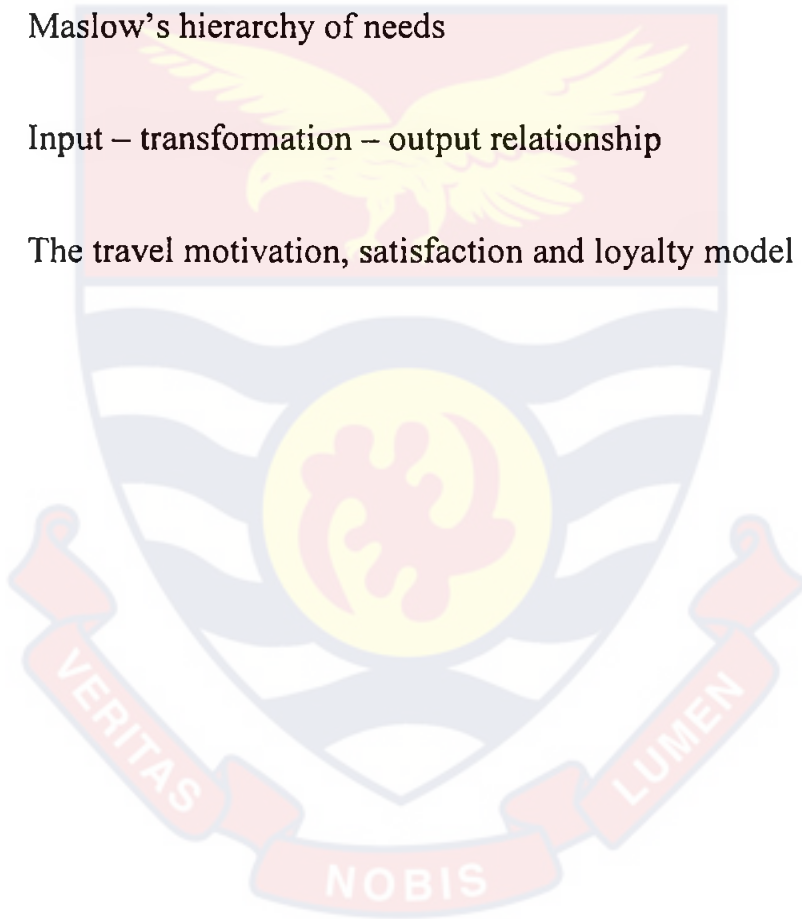 Maslow’s hierarchy of needs
Input – transformation – output relationship
The travel motivation, satisfaction and loyalty model
VERITAS
NOBIS
LUMEN